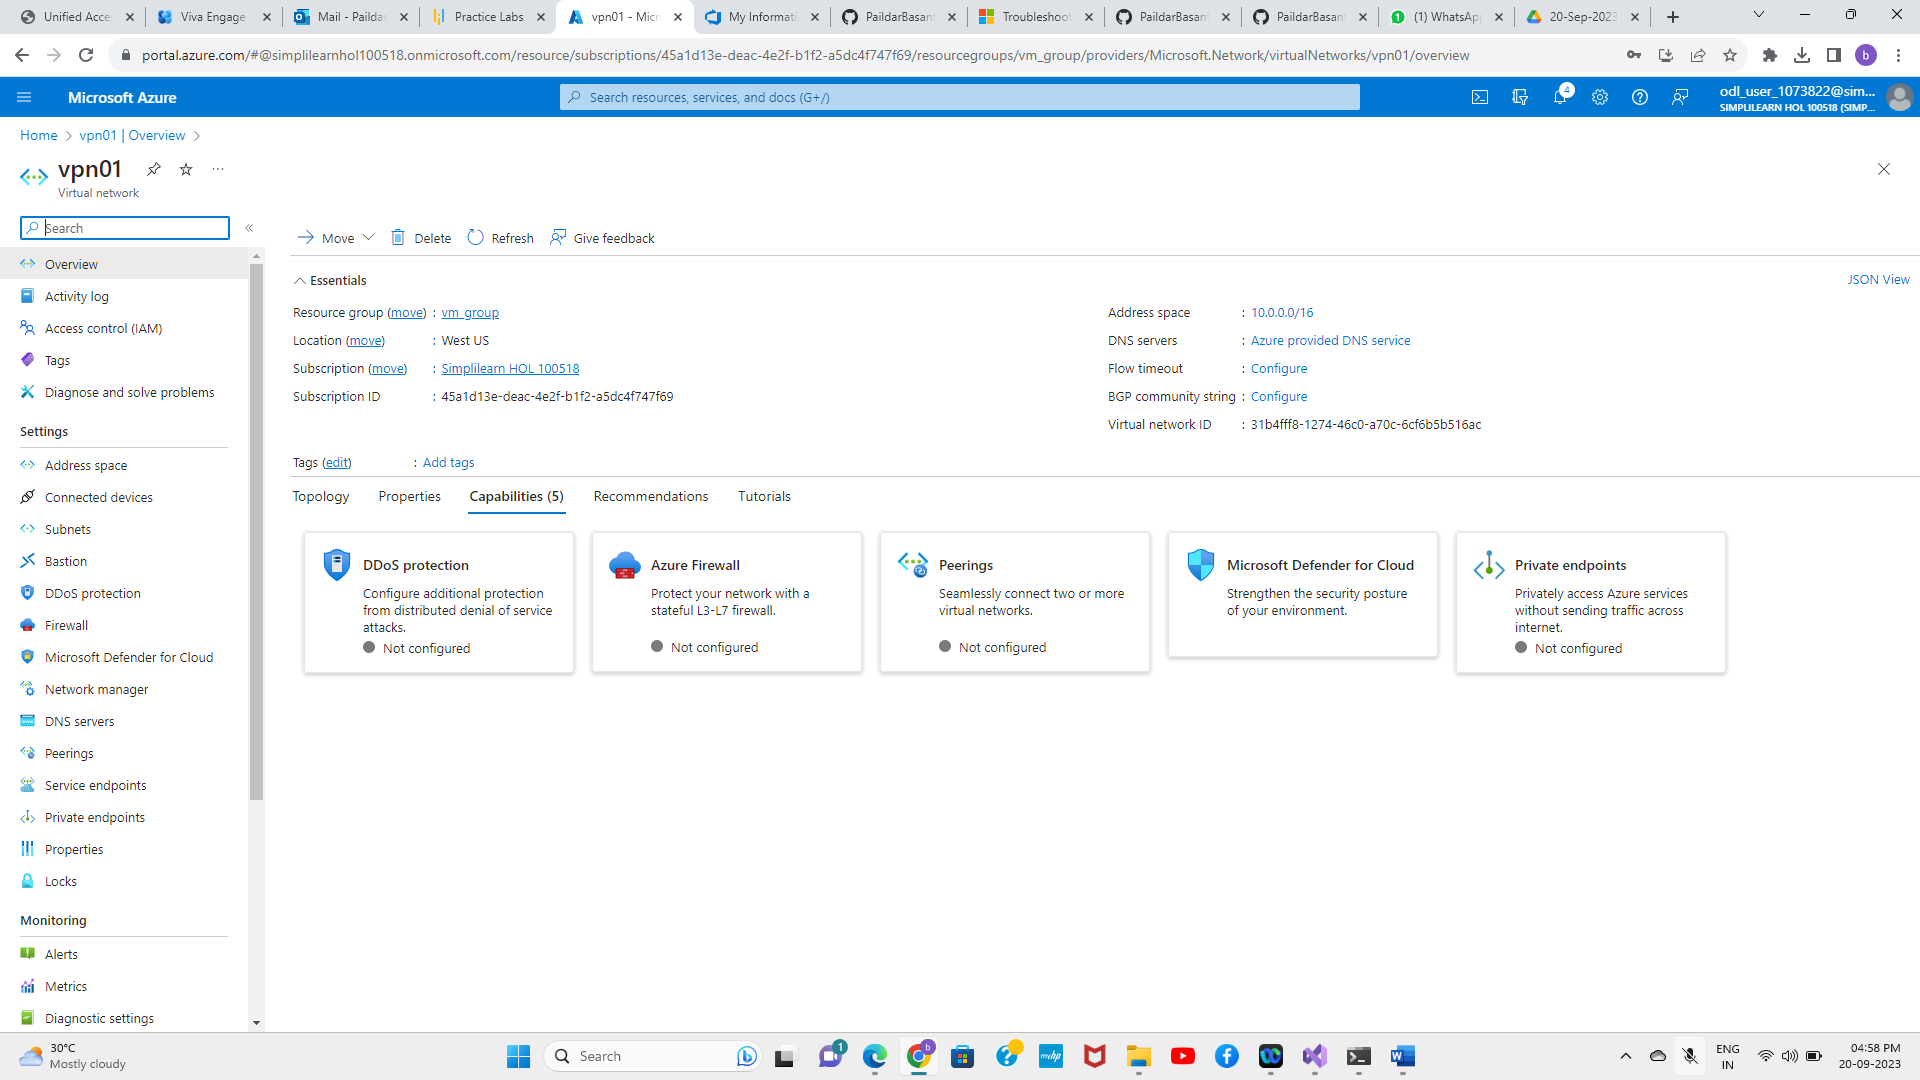 Unified Acces
Viva Engage
Mail - Paildar
Practice Labs
vpn01 - Micr
My Informati
PaildarBasant
Troubleshoot
PaildarBasant
PaildarBasant
(1) WhatsApp
20-Sep-2023
portal.azure.com/#@simplilearnhol100518.onmicrosoft.com/resource/subscriptions/45a1d13e-deac-4e2f-b1f2-a5dc4f747f69/resourcegroups/vm_group/providers/Microsoft.Network/virtualNetworks/vpn01/overview
b
Microsoft Azure
Search resources, services, and docs (G+/)
4
odl_user_1073822@sim...
SIMPLILEARN HOL 100518 (SIMP...
Home > vpn01 | Overview >
vpn01
Virtual network
Search
Move
Delete
Refresh
Give feedback
Overview
Activity log
Access control (IAM)
Tags
Diagnose and solve problems
Settings
Address space
Connected devices
Subnets
Bastion
DDoS protection
Firewall
Microsoft Defender for Cloud
Network manager
DNS servers
Peerings
Service endpoints
Private endpoints
Properties
Locks
Monitoring
Alerts
Metrics
Diagnostic settings
Essentials
JSON View
Resource group (move) : vm_group
Location (move) : West US
Subscription (move) : Simplilearn HOL 100518
Subscription ID : 45a1d13e-deac-4e2f-b1f2-a5dc4f747f69
Address space : 10.0.0.0/16
DNS servers : Azure provided DNS service
Flow timeout : Configure
BGP community string : Configure
Virtual network ID : 31b4fff8-1274-46c0-a70c-6cf6b5b516ac
Tags (edit) : Add tags
Topology
Properties
Capabilities (5)
Recommendations
Tutorials
DDoS protection
Configure additional protection
from distributed denial of service
attacks.
Not configured
Azure Firewall
Protect your network with a
stateful L3-L7 firewall.
Not configured
Peerings
Seamlessly connect two or more
virtual networks.
Not configured
Microsoft Defender for Cloud
Strengthen the security posture
of your environment.
Private endpoints
Privately access Azure services
without sending traffic across
internet.
Not configured
30°C
Mostly cloudy
Search
1
b
myhp
ENG
IN
04:58 PM
20-09-2023